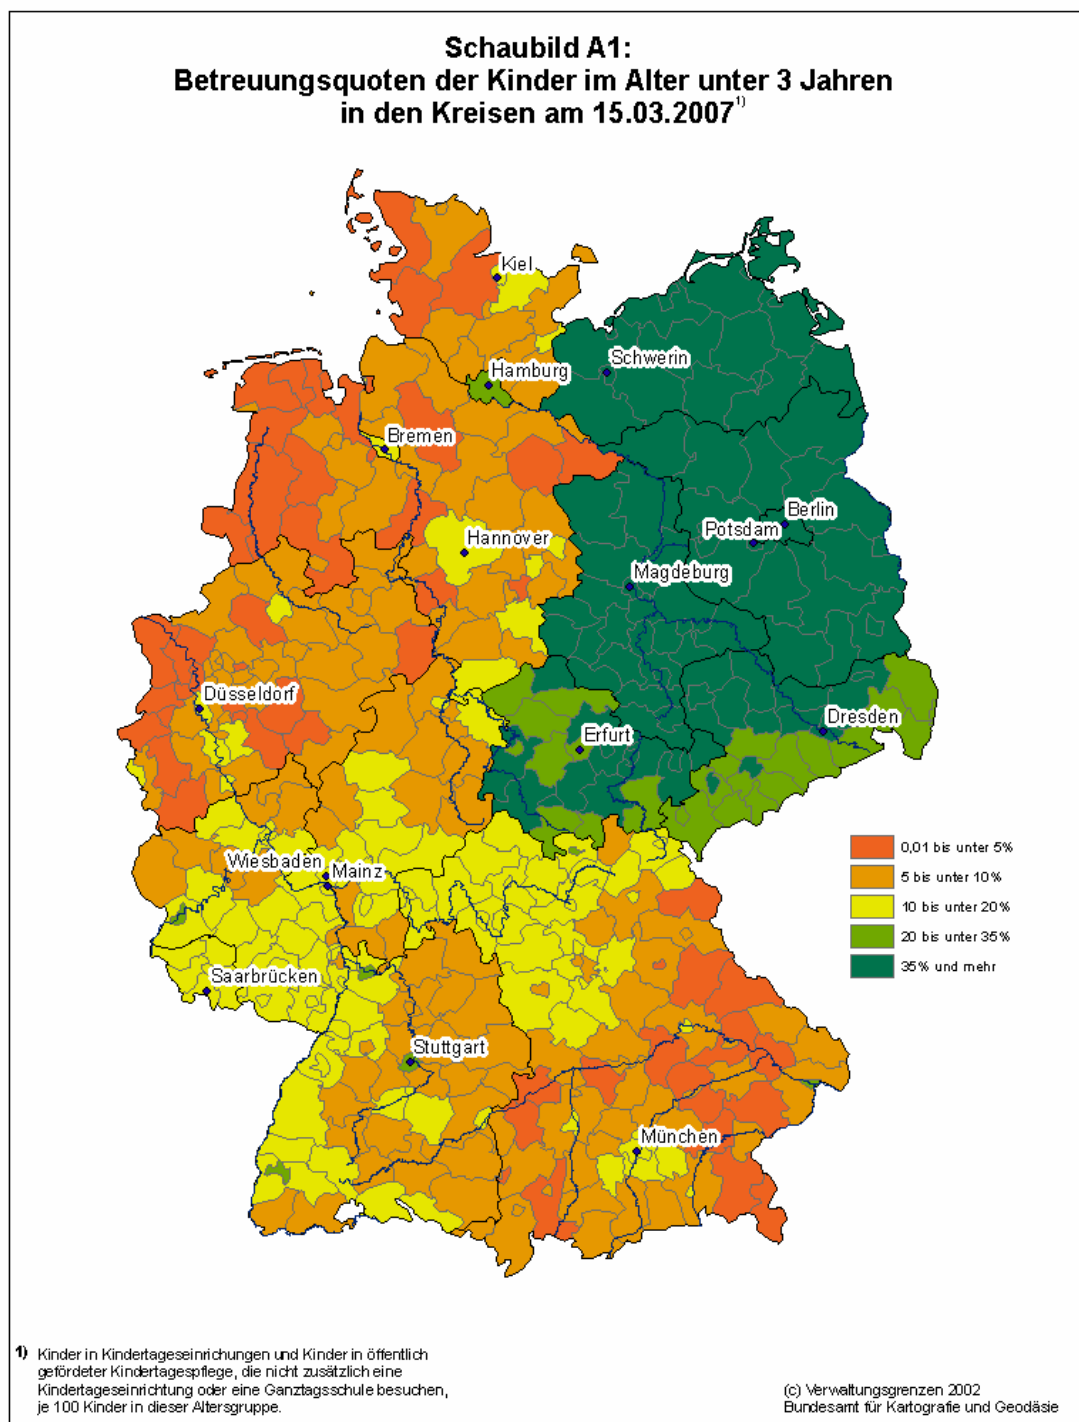 Schaubild A1:
Betreuungsquoten der Kinder im Alter unter 3 Jahren
in den Kreisen am 15.03.2007 1)
Kiel
Schwerin
Hamburg
Bremen
Berlin
Potsdam
Hannover
Magdeburg
Düsseldorf
Dresden
Erfurt
Wiesbaden
Mainz
Saarbrücken
Stuttgart
München
0,01 bis unter 5%
5 bis unter 10%
10 bis unter 20%
20 bis unter 35%
35% und mehr
1) Kinder in Kindertageseinrichungen und Kinder in öffentlich
gefördeter Kindertagespflege, die nicht zusätzlich eine
Kindertageseinrichtung oder eine Ganztagsschule besuchen,
je 100 Kinder in dieser Altersgruppe.
(c) Verwaltungsgrenzen 2002
Bundesamt für Kartografie und Geodäsie